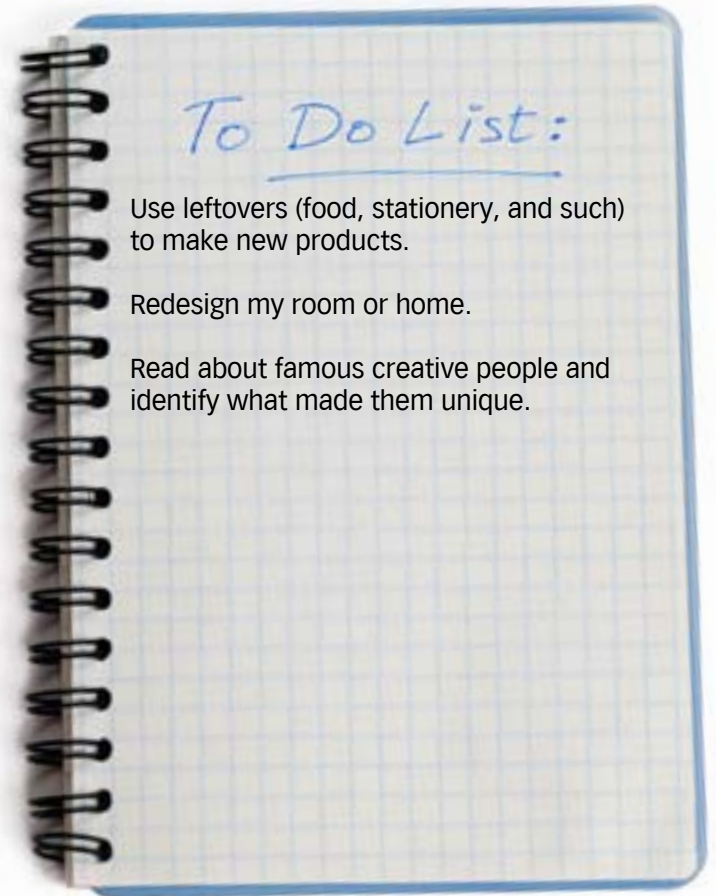 To Do List:
Use leftovers (food, stationery, and such)
to make new products.
Redesign my room or home.
Read about famous creative people and
identify what made them unique.